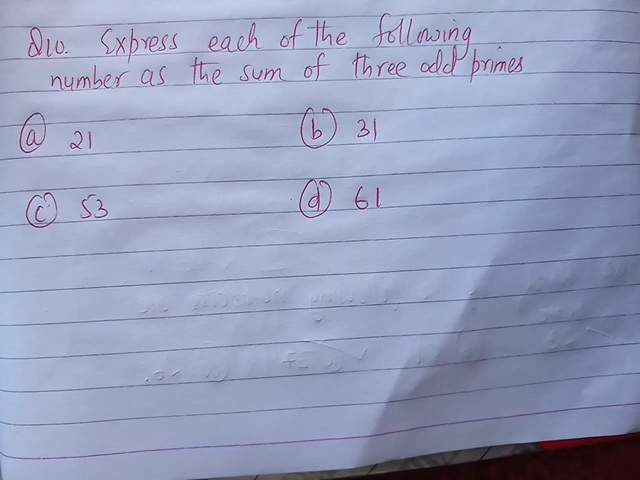 Q10. Express each of the following
number as the sum of three odd primes
(a) 21 (b) 31
(c) 53 (d) 61